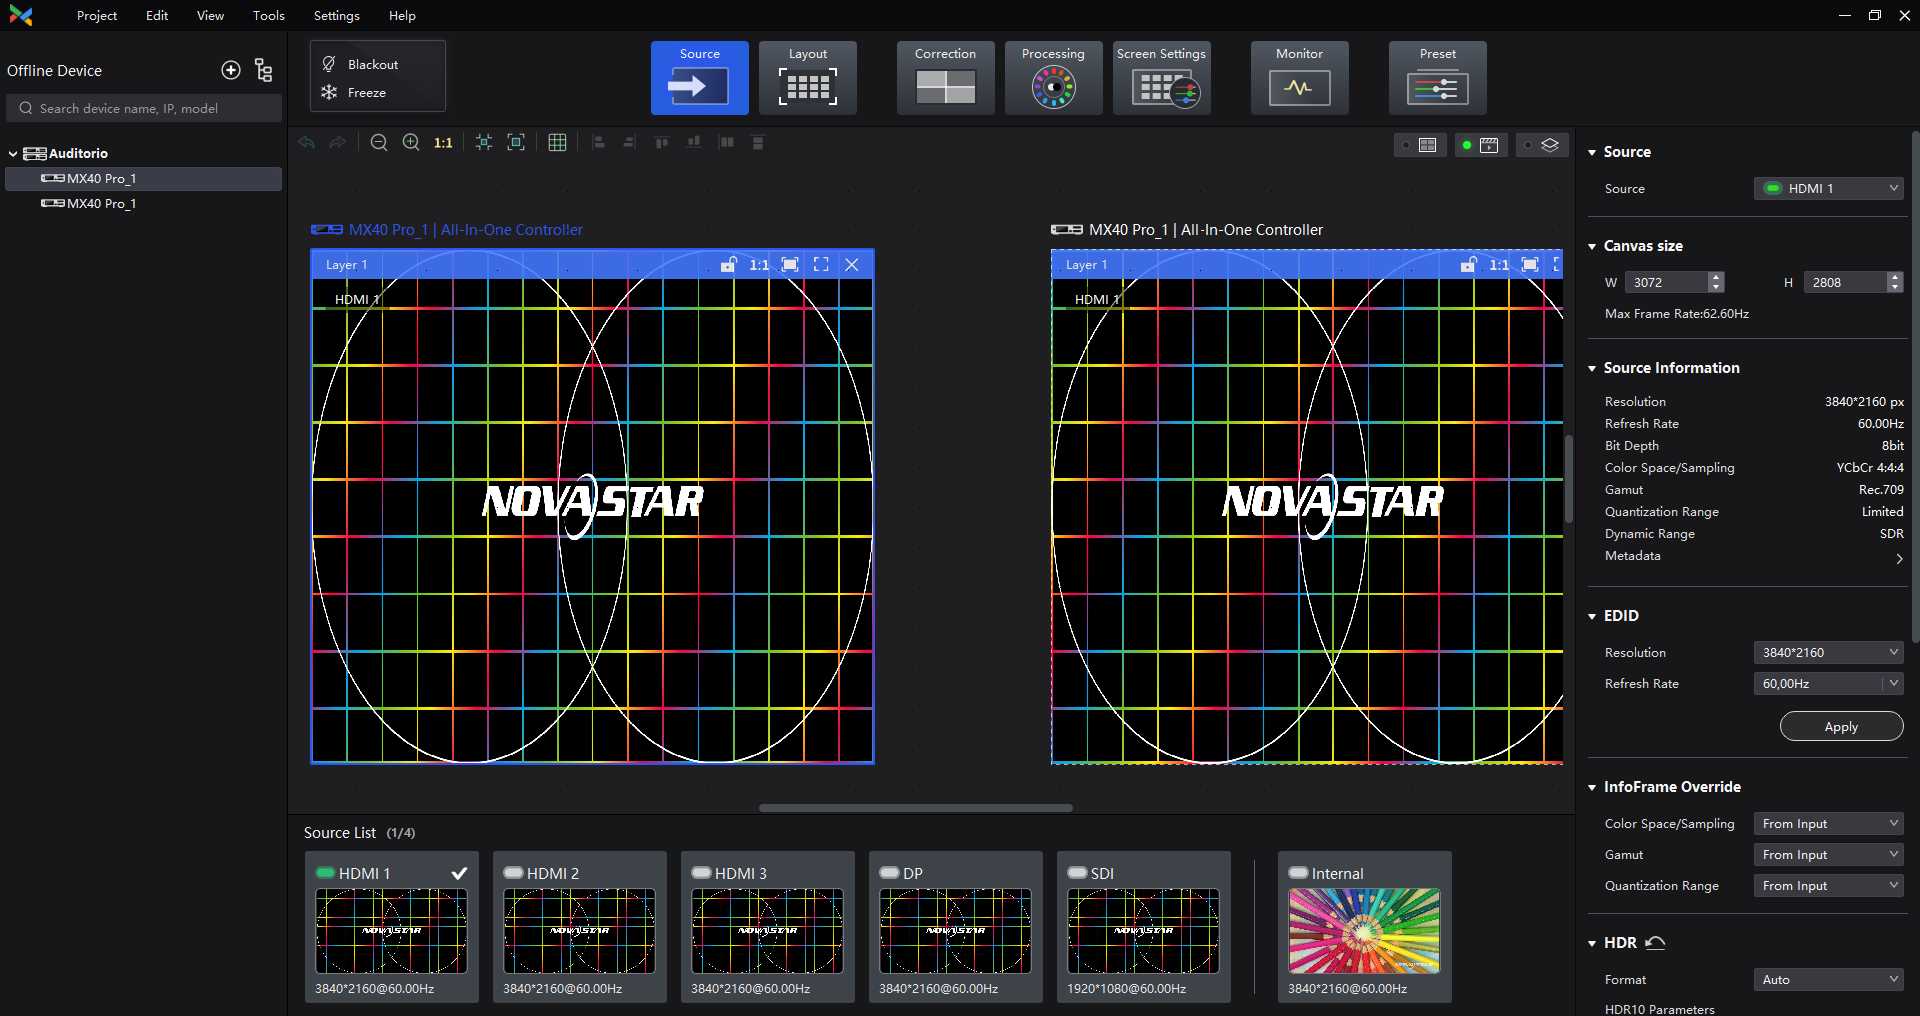 Project Edit View Tools Settings Help
Offline Device
Search device name, IP, model
Auditorio
MX40 Pro_1
MX40 Pro_1
Blackout
Freeze
Source
Layout
Correction
Processing
Screen Settings
Monitor
Preset
1:1
MX40 Pro_1 | All-In-One Controller
Layer 1
1:1
HDMI 1
NOVASTAR
MX40 Pro_1 | All-In-One Controller
Layer 1
1:1
HDMI 1
NOVASTAR
Source List (1/4)
HDMI 1
NOVASTAR
3840*2160@60.00Hz
HDMI 2
NOVASTAR
3840*2160@60.00Hz
HDMI 3
NOVASTAR
3840*2160@60.00Hz
DP
NOVASTAR
3840*2160@60.00Hz
SDI
NOVASTAR
1920*1080@60.00Hz
Internal
3840*2160@60.00Hz
Source
Source HDMI 1
Canvas size
W 3072 H 2808
Max Frame Rate:62.60Hz
Source Information
Resolution 3840*2160 px
Refresh Rate 60.00Hz
Bit Depth 8bit
Color Space/Sampling YCbCr 4:4:4
Gamut Rec.709
Quantization Range Limited
Dynamic Range SDR
Metadata
EDID
Resolution 3840*2160
Refresh Rate 60,00Hz
Apply
InfoFrame Override
Color Space/Sampling From Input
Gamut From Input
Quantization Range From Input
HDR
Format Auto
HDR10 Parameters